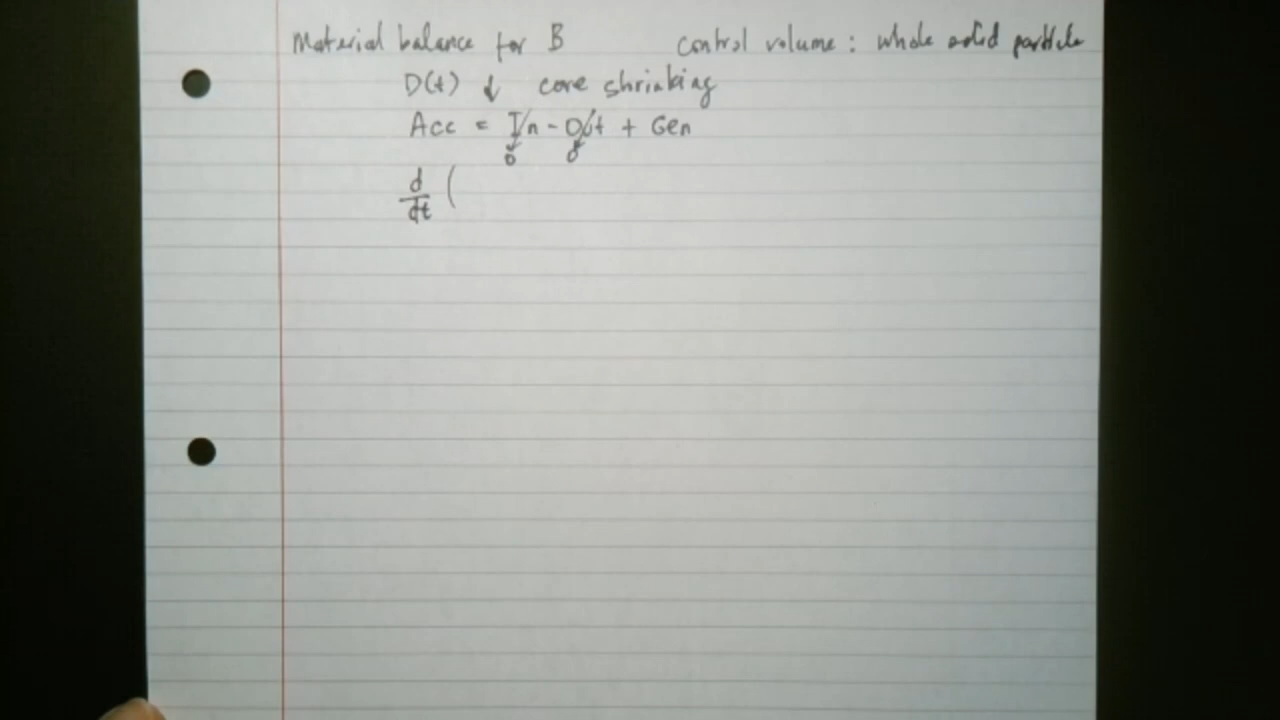 Material balance for B control volume : whole solid particle
D(t) ↓ core shrinking
Acc = In - Out + Gen
0 0
d/dt (